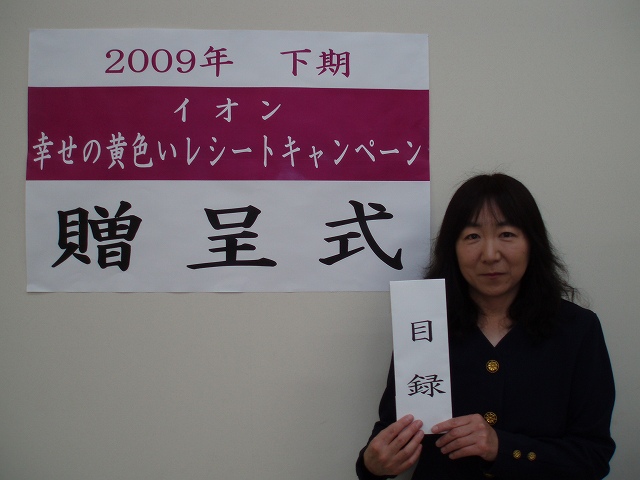 2009年 下期
イオン
幸せの黄色いレシートキャンペーン
贈呈式
目録